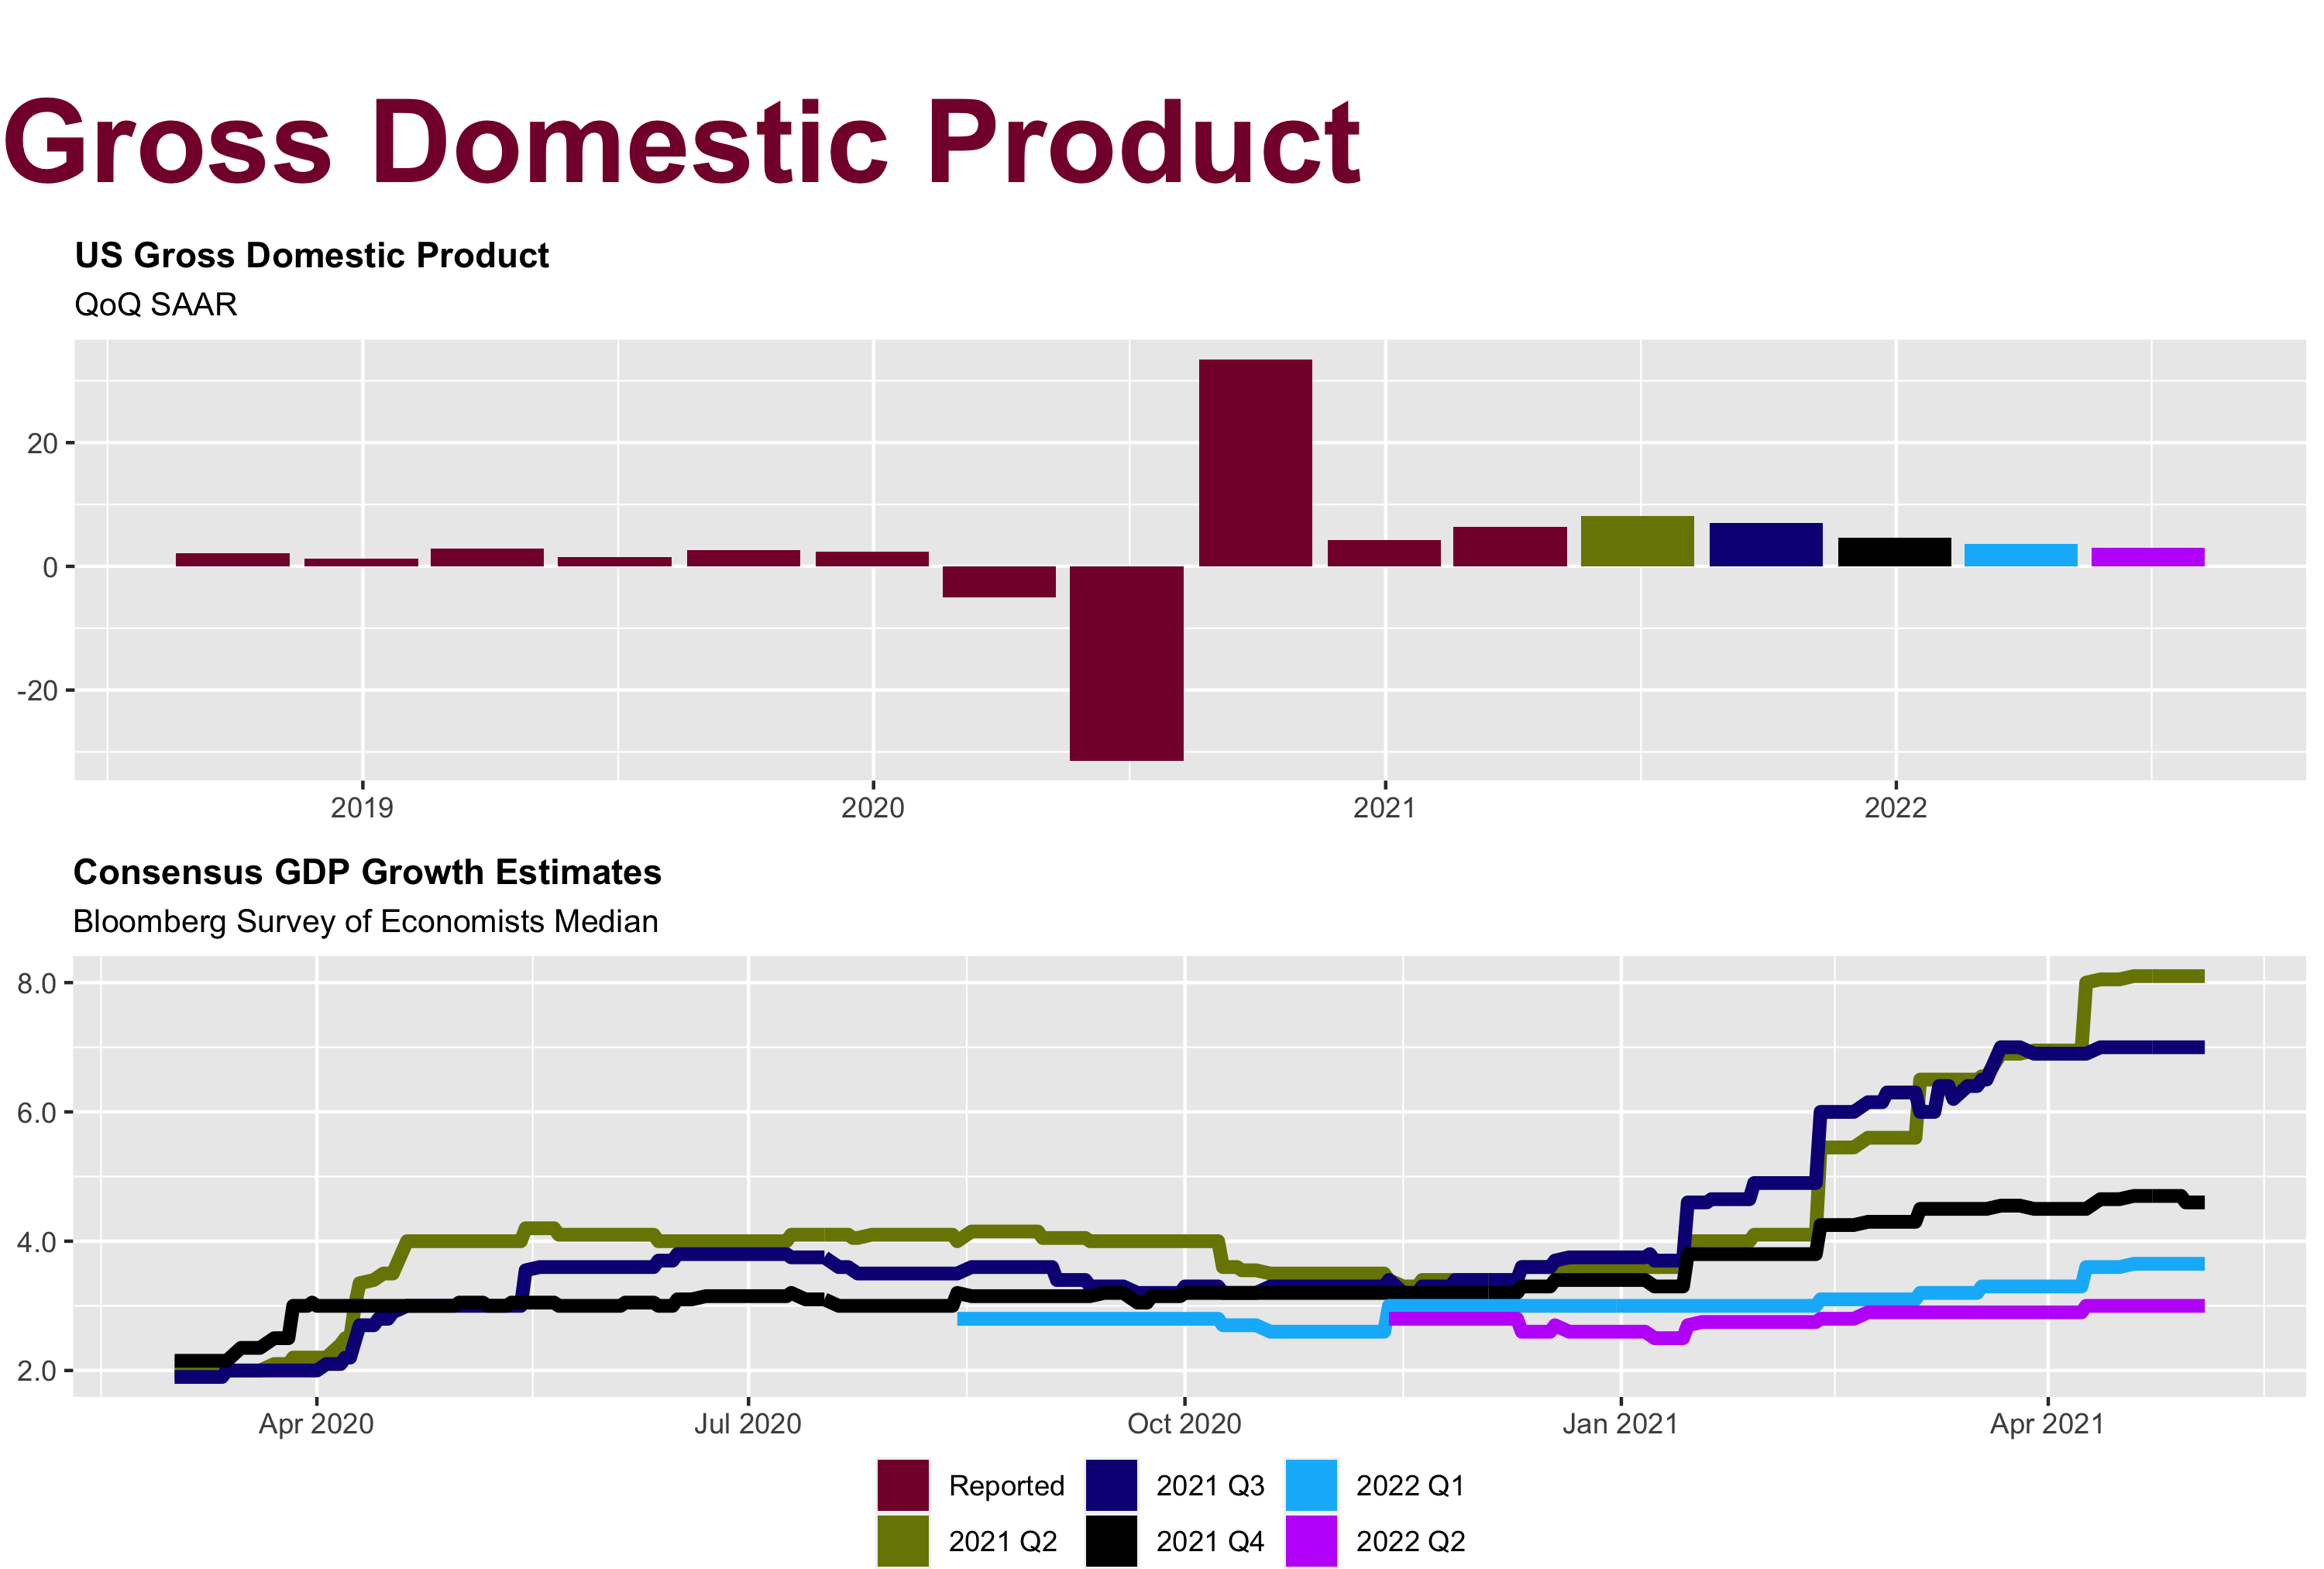 Gross Domestic Product
US Gross Domestic Product
QoQ SAAR
20
0
-20
2019 2020 2021 2022
Consensus GDP Growth Estimates
Bloomberg Survey of Economists Median
8.0
6.0
4.0
2.0
Apr 2020 Jul 2020 Oct 2020 Jan 2021 Apr 2021
Reported 2021 Q3 2022 Q1
2021 Q2 2021 Q4 2022 Q2